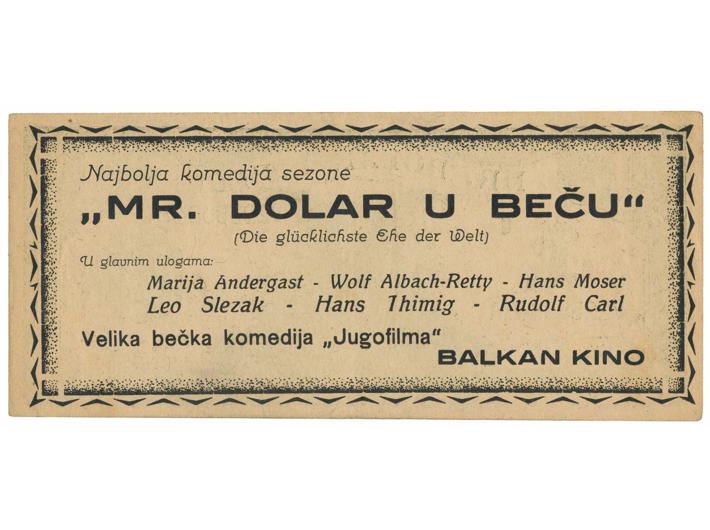 Najbolja komedija sezone
„MR. DOLAR U BEČU“
(Die glücklichste Ehe der Welt)
U glavnim ulogama:
Marija Andergast - Wolf Albach-Retty - Hans Moser
Leo Slezak - Hans Thimig - Rudolf Carl
Velika bečka komedija „Jugofilma“
BALKAN KINO